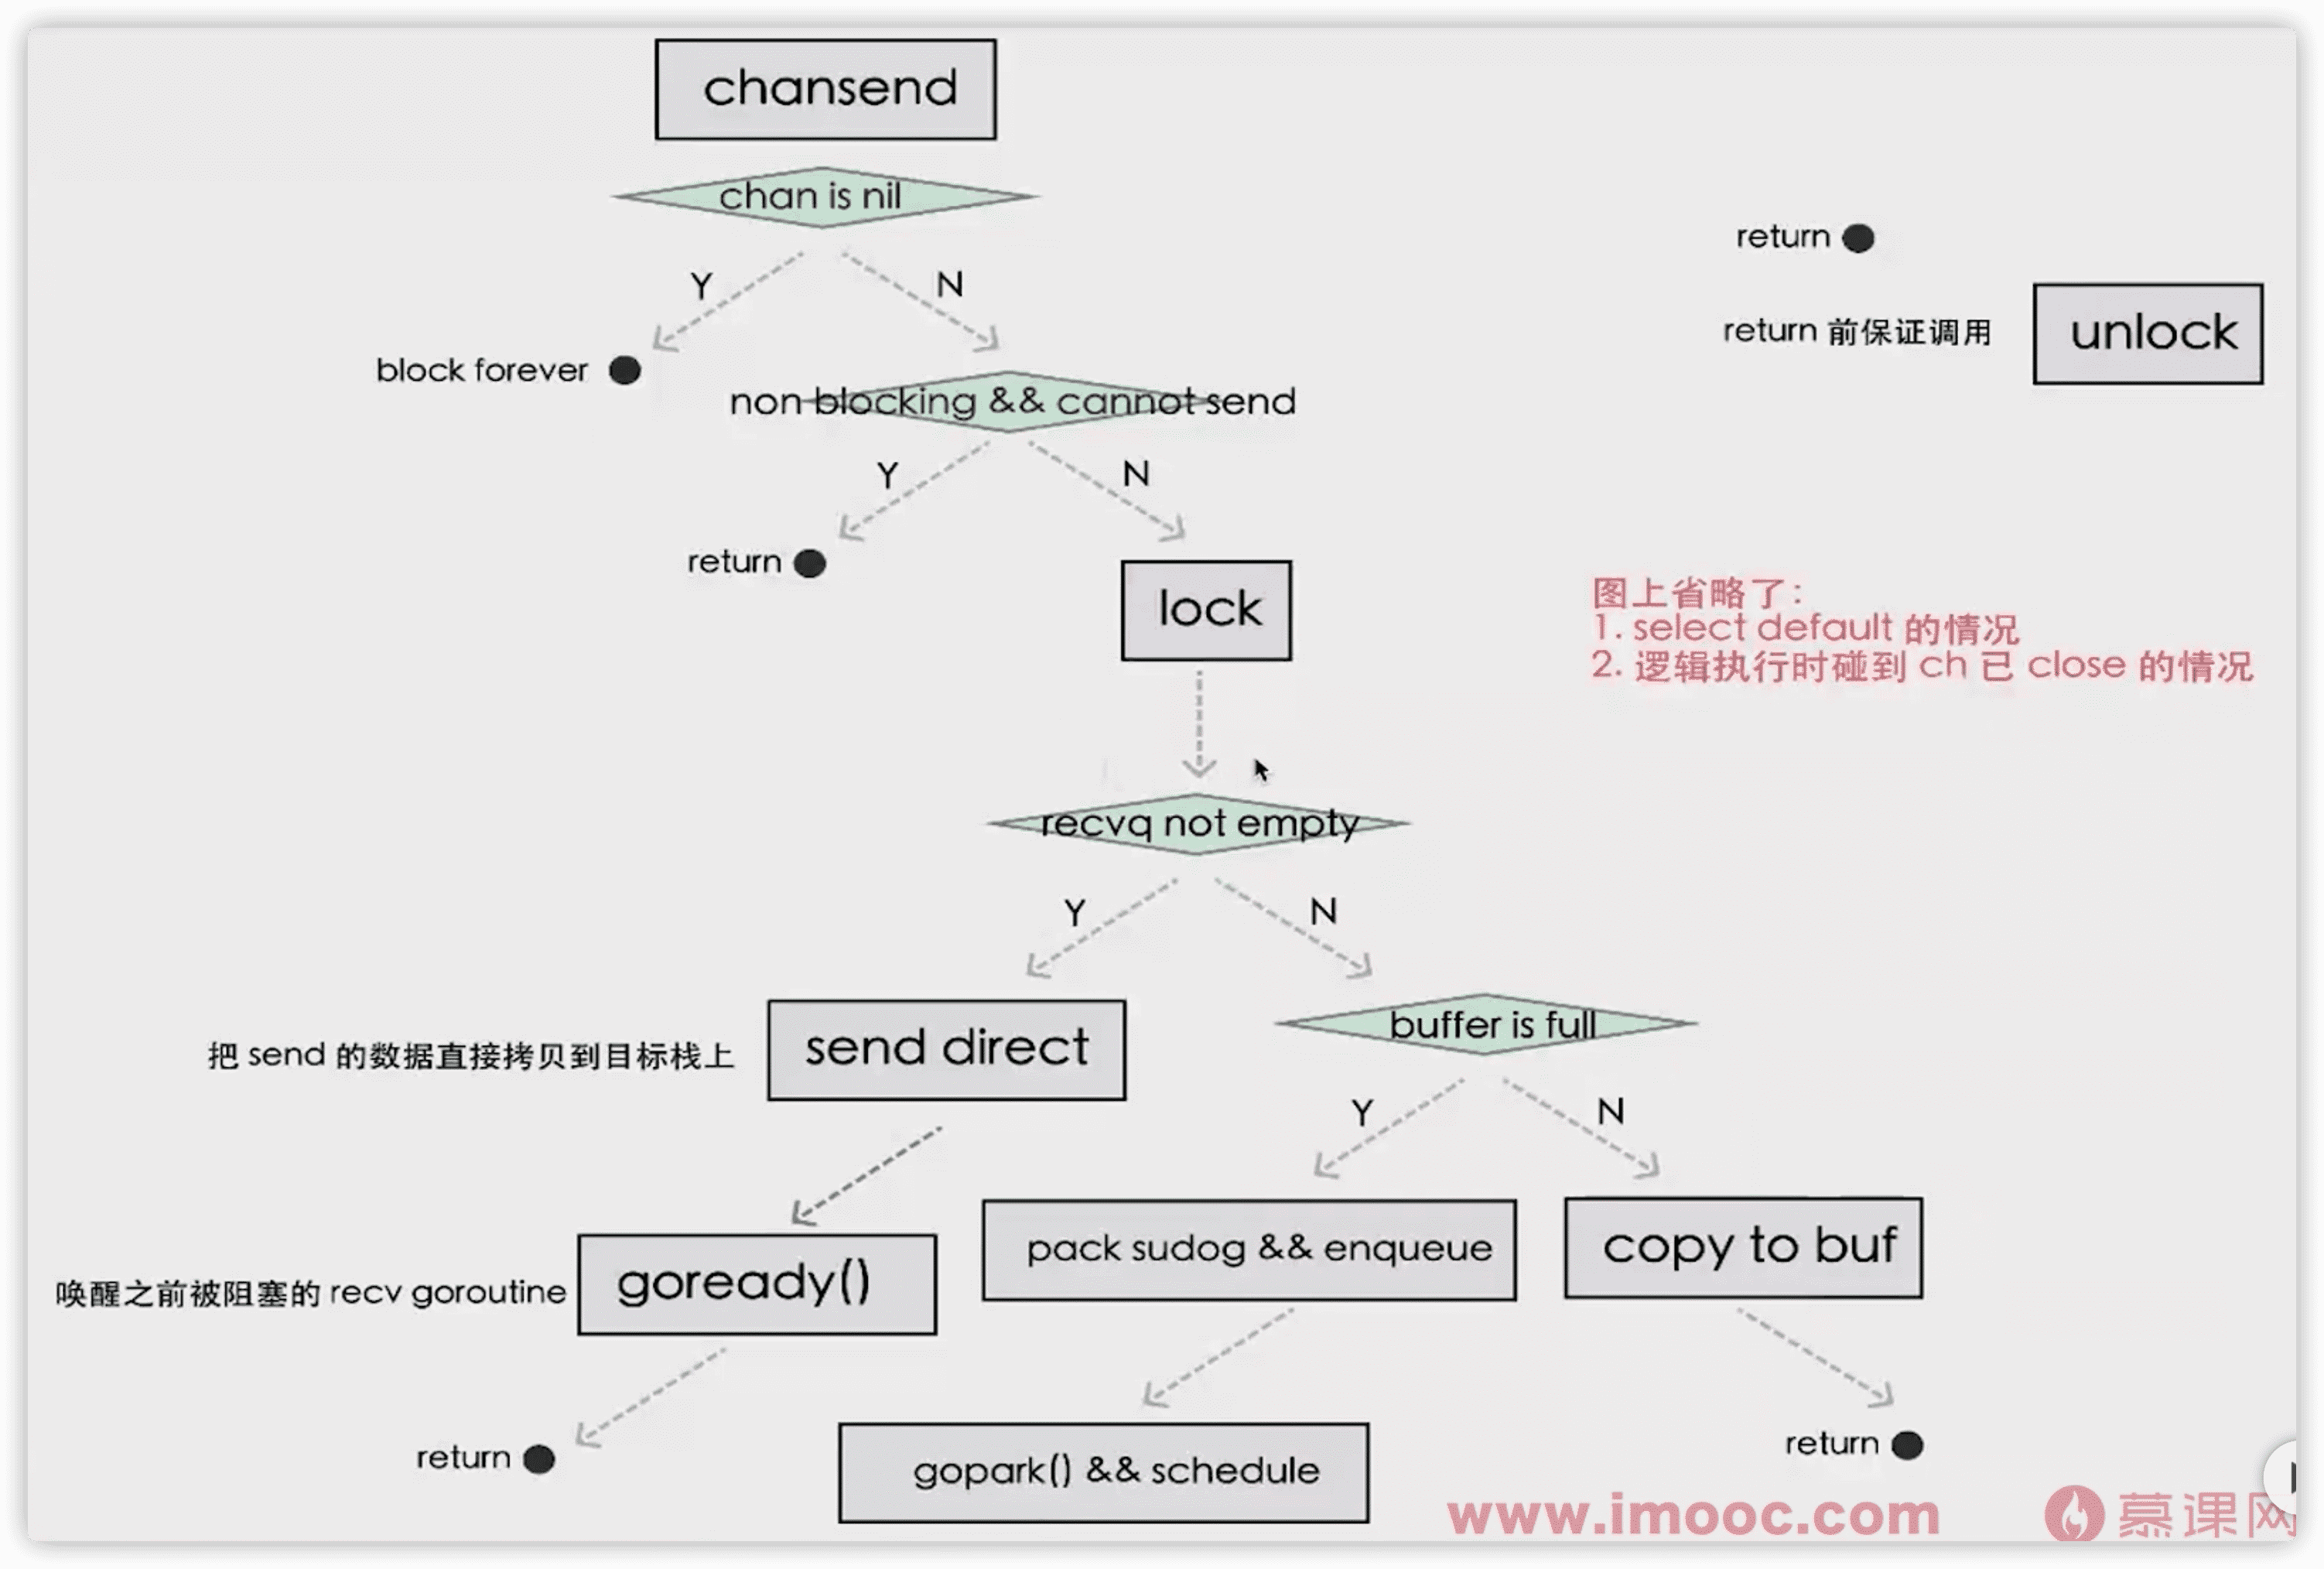 chansend
chan is nil
Y
N
return
return 前保证调用
unlock
block forever
non blocking && cannot send
Y
N
return
lock
图上省略了:
1. select default 的情况
2. 逻辑执行时碰到 ch 已 close 的情况
recvq not empty
Y
N
把 send 的数据直接拷贝到目标栈上
send direct
buffer is full
Y
N
唤醒之前被阻塞的 recv goroutine
goready()
pack sudog && enqueue
copy to buf
return
gopark() && schedule
return
www.imooc.com
慕课网